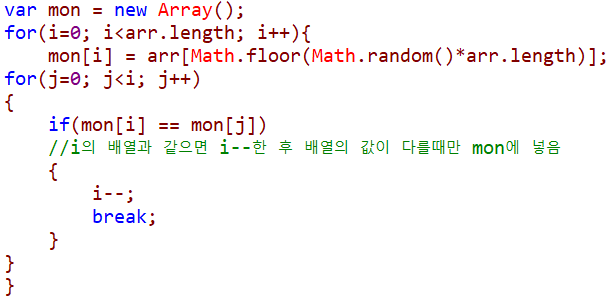 var mon = new Array();
for(i=0; i<arr.length; i++){
    mon[i] = arr[Math.floor(Math.random()*arr.length)];
for(j=0; j<i; j++)
{
    if(mon[i] == mon[j])
    //i의 배열과 같으면 i--한 후 배열의 값이 다를때만 mon에 넣음
    {
        i--;
        break;
    }
}
}